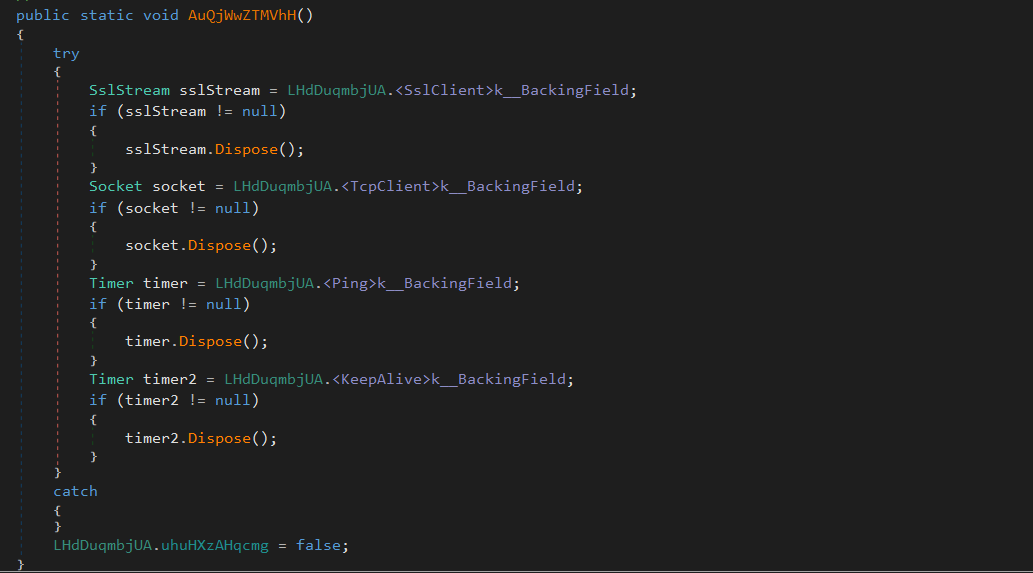 public static void AuQjWwZTMVhH()
{
try
{
SslStream sslStream = LHdDuqmbjUA.<SslClient>k__BackingField;
if (sslStream != null)
{
sslStream.Dispose();
}
Socket socket = LHdDuqmbjUA.<TcpClient>k__BackingField;
if (socket != null)
{
socket.Dispose();
}
Timer timer = LHdDuqmbjUA.<Ping>k__BackingField;
if (timer != null)
{
timer.Dispose();
}
Timer timer2 = LHdDuqmbjUA.<KeepAlive>k__BackingField;
if (timer2 != null)
{
timer2.Dispose();
}
}
catch
{
}
LHdDuqmbjUA.uhuHXzAHqcmg = false;
}